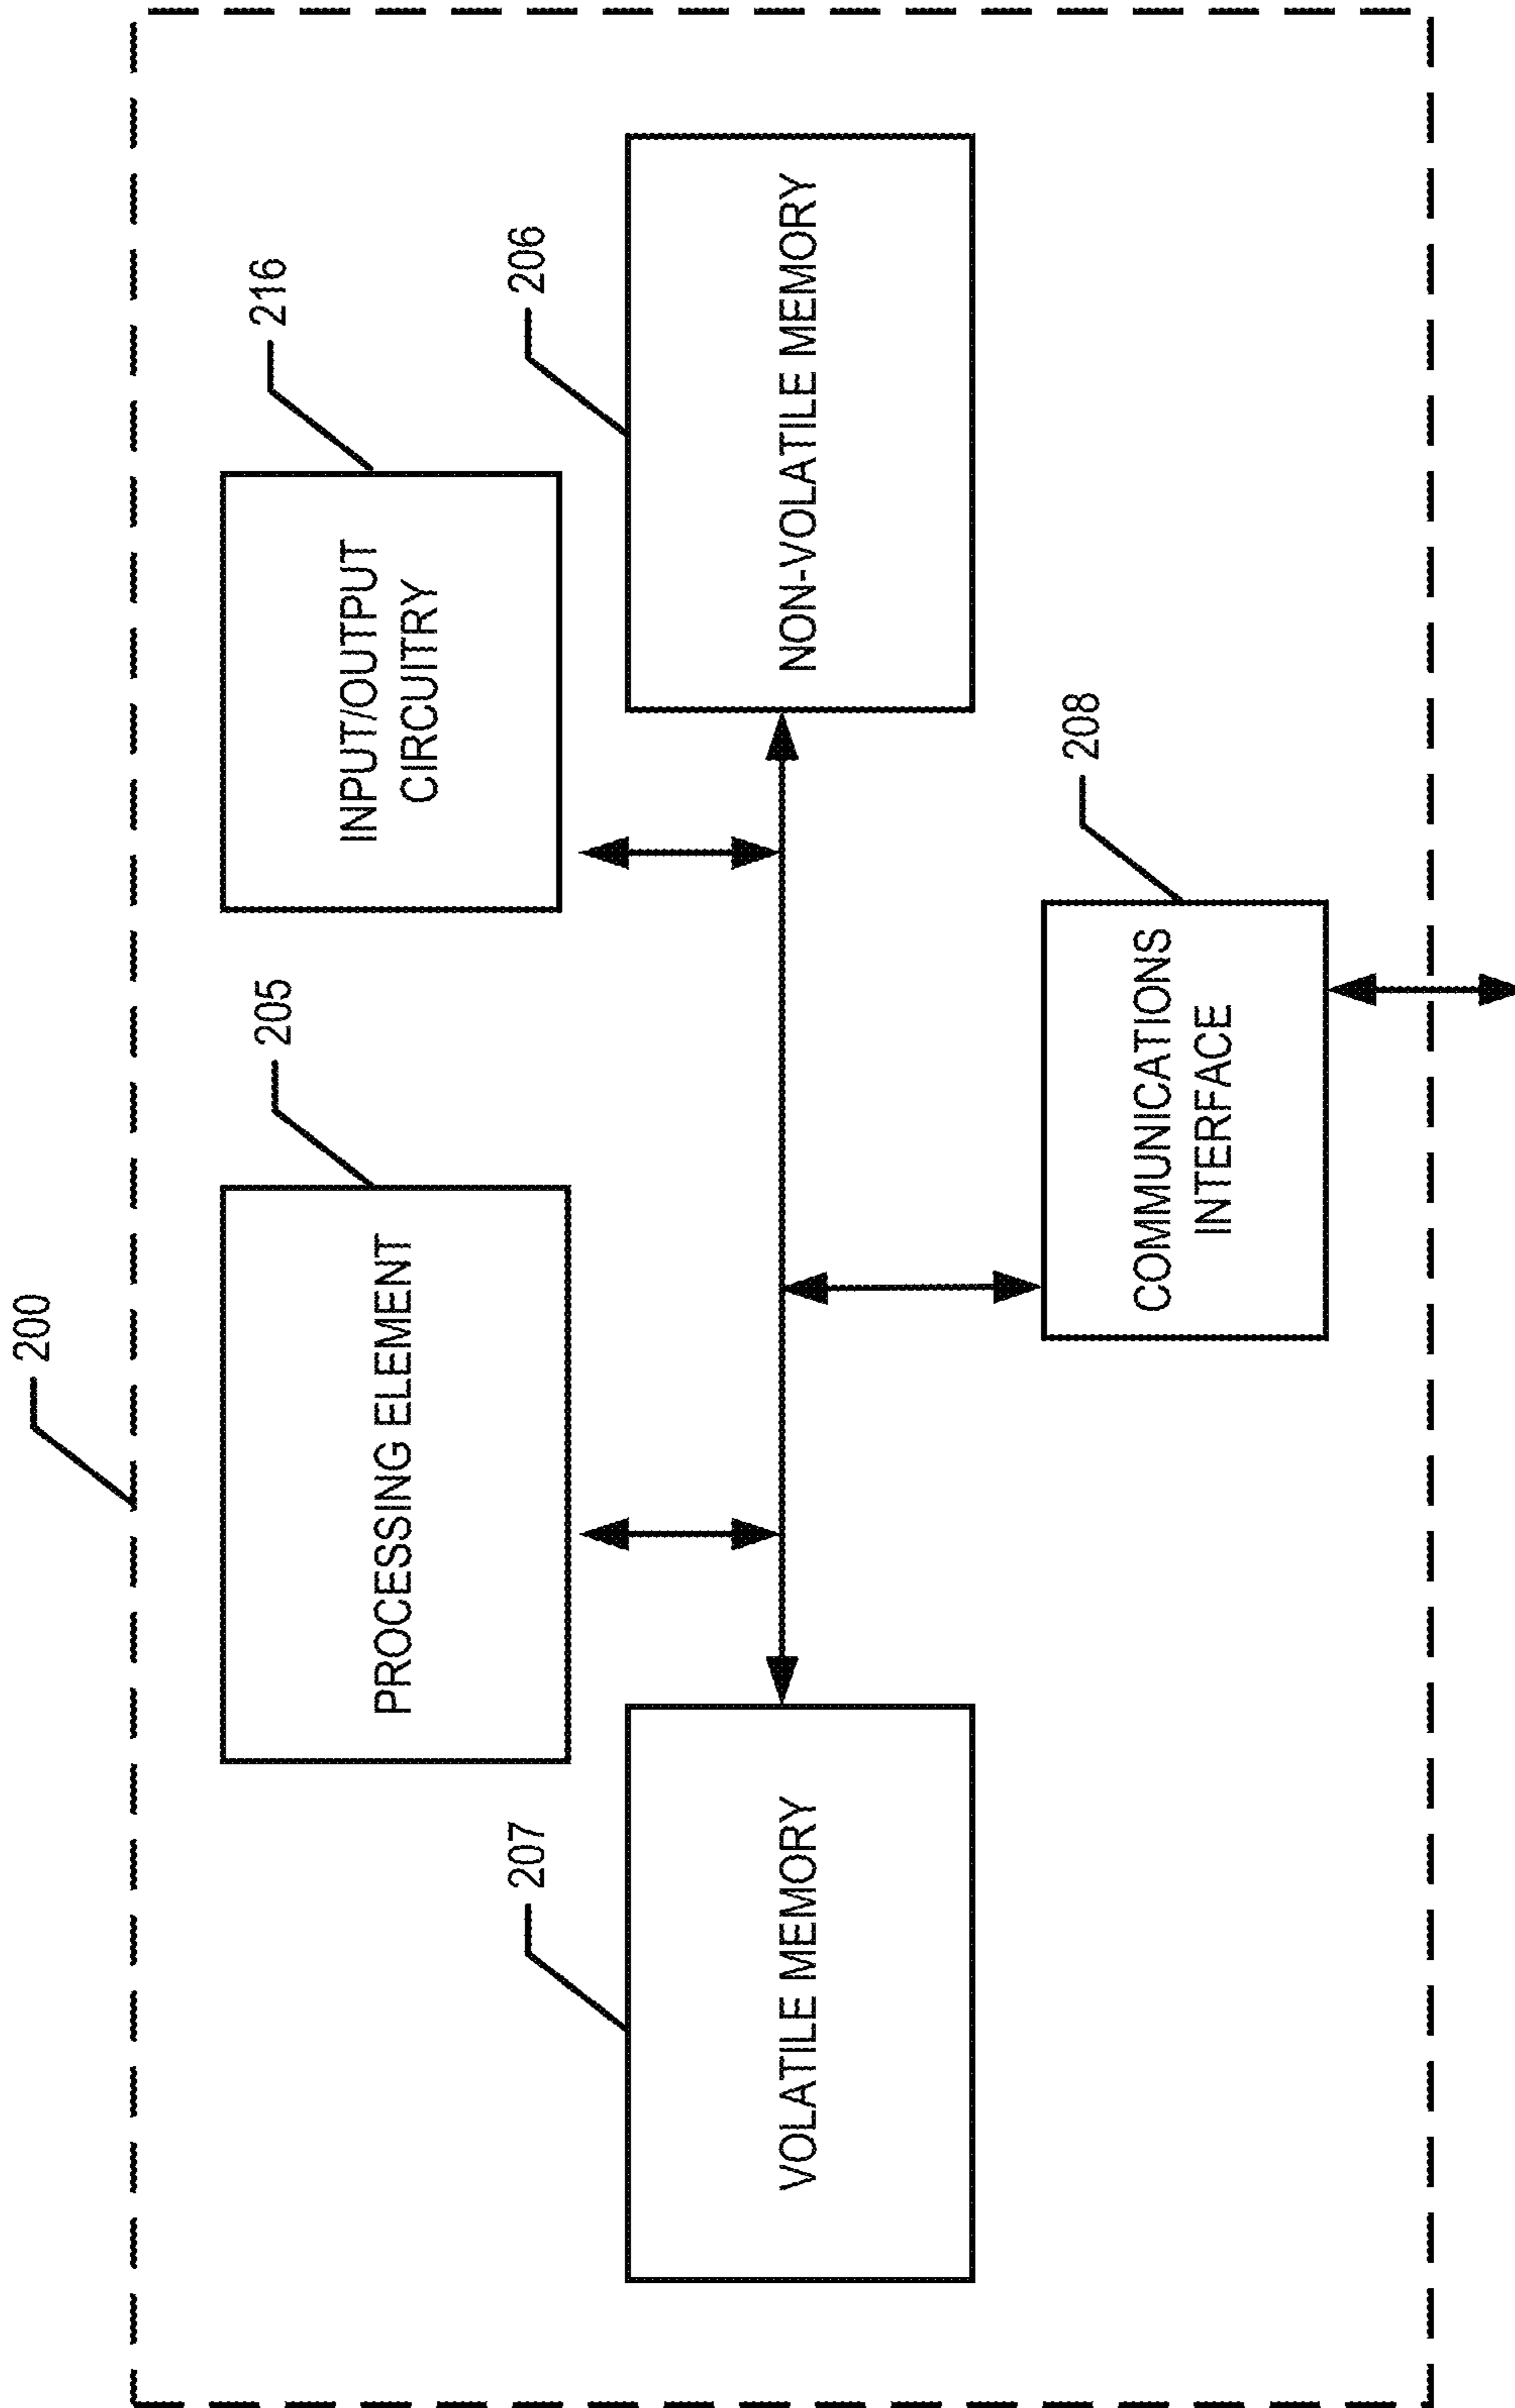 200
205
216
PROCESSING ELEMENT
INPUT/OUTPUT
CIRCUITRY
207
206
VOLATILE MEMORY
NON-VOLATILE MEMORY
208
COMMUNICATIONS
INTERFACE